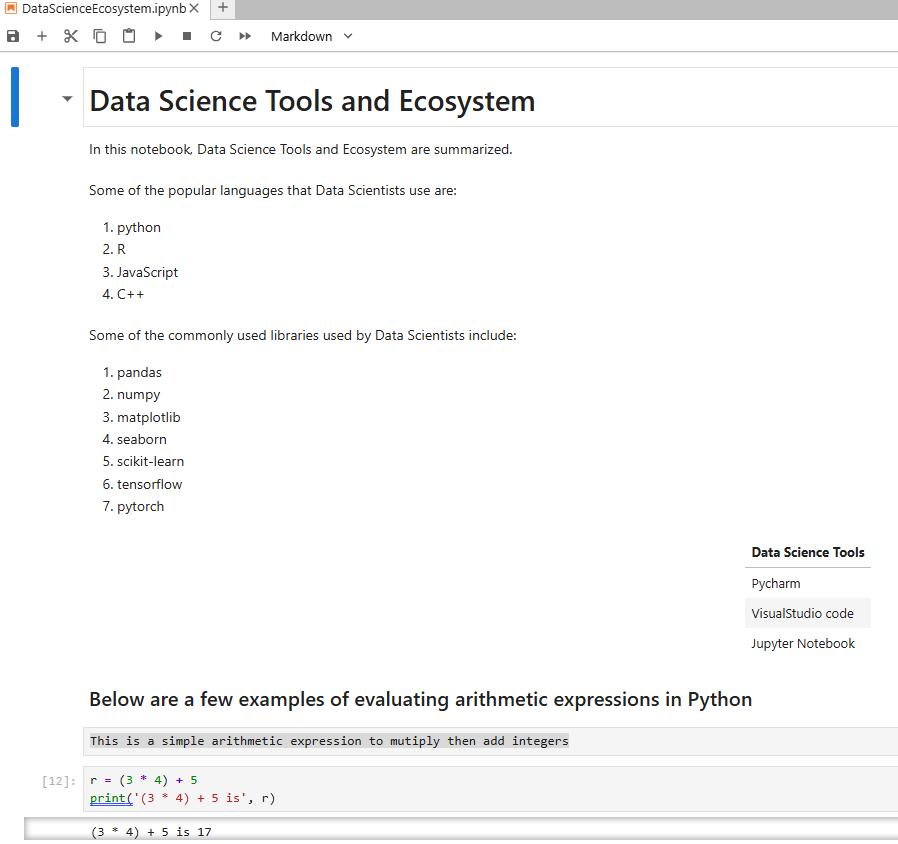 DataScienceEcosystem.ipynb
Markdown
Data Science Tools and Ecosystem
In this notebook, Data Science Tools and Ecosystem are summarized.
Some of the popular languages that Data Scientists use are:
1. python
2. R
3. JavaScript
4. C++
Some of the commonly used libraries used by Data Scientists include:
1. pandas
2. numpy
3. matplotlib
4. seaborn
5. scikit-learn
6. tensorflow
7. pytorch
Data Science Tools
Pycharm
VisualStudio code
Jupyter Notebook
Below are a few examples of evaluating arithmetic expressions in Python
This is a simple arithmetic expression to mutiply then add integers
[12]: r = (3 * 4) + 5
print('(3 * 4) + 5 is', r)
(3 * 4) + 5 is 17